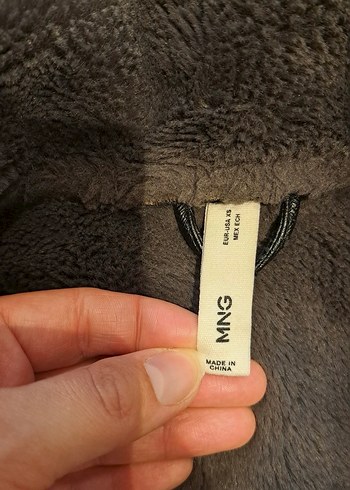 EUR-USA XS
MEX ECH
MNG
MADE IN
CHINA